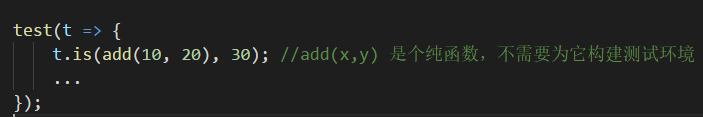 test(t => {
    t.is(add(10, 20), 30); //add(x,y) 是个纯函数，不需要为它构建测试环境
    ...
});